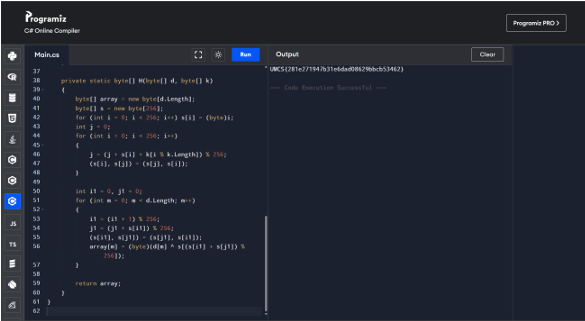 Programiz
C# Online Compiler
Programiz PRO >
Main.cs
Run
Output
Clear
37
38 private static byte[] H(byte[] d, byte[] k)
39 {
40 byte[] array = new byte[d.Length];
41 byte[] s = new byte[256];
42 for (int i = 0; i < 256; i++) s[i] = (byte)i;
43 int j = 0;
44 for (int i = 0; i < 256; i++)
45 {
46 j = (j + s[i] + k[i % k.Length]) % 256;
47 (s[i], s[j]) = (s[j], s[i]);
48 }
49
50 int i1 = 0, j1 = 0;
51 for (int m = 0; m < d.Length; m++)
52 {
53 i1 = (i1 + 1) % 256;
54 j1 = (j1 + s[i1]) % 256;
55 (s[i1], s[j1]) = (s[j1], s[i1]);
56 array[m] = (byte)(d[m] ^ s[(s[i1] + s[j1]) %
256]);
57 }
58
59 return array;
60 }
61 }
62
UMCS{281e271947b31e6dad08629bbcb53462}
--- Code Execution Successful ---
JS
TS